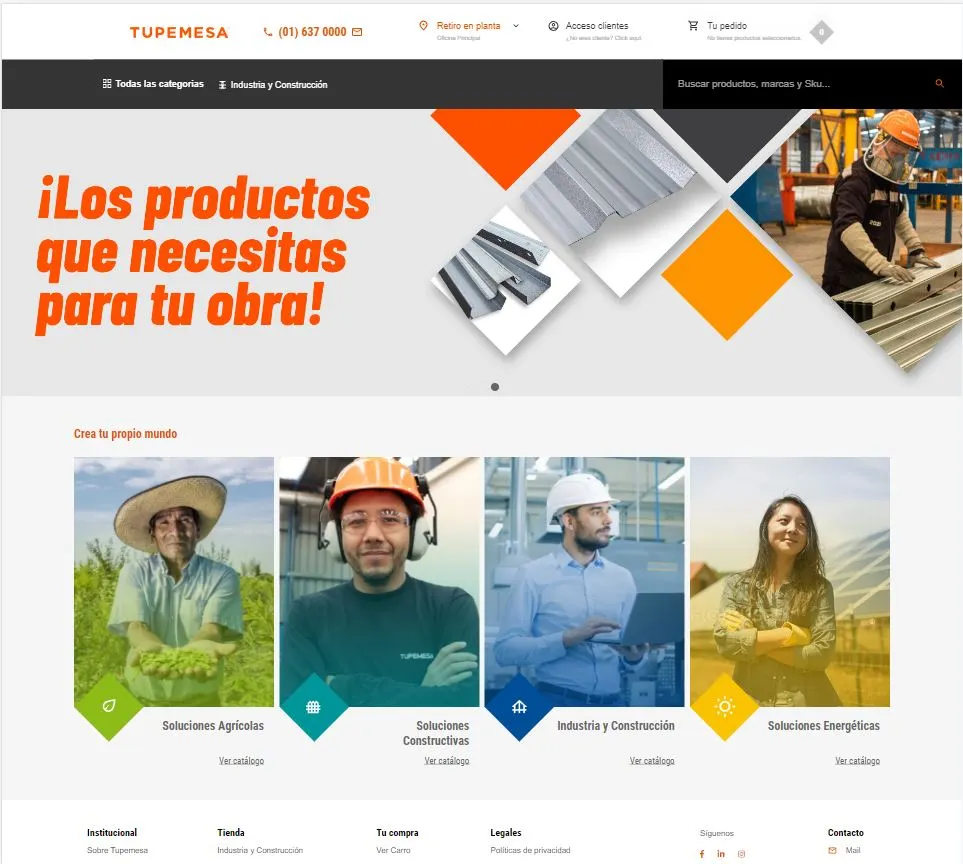 TUPEMESA
(01) 637 0000
Retiro en planta
Oficina Principal
Acceso clientes
¿No eres cliente? Click aquí
Tu pedido
No tienes productos seleccionados.
0
Todas las categorias
Industria y Construcción
Buscar productos, marcas y Sku...
¡Los productos
que necesitas
para tu obra!
Crea tu propio mundo
TUPEMESA
Soluciones Agrícolas
Ver catálogo
Soluciones
Constructivas
Ver catálogo
Industria y Construcción
Ver catálogo
Soluciones Energéticas
Ver catálogo
Institucional
Sobre Tupemesa
Tienda
Industria y Construcción
Tu compra
Ver Carro
Legales
Políticas de privacidad
Síguenos
Contacto
Mail